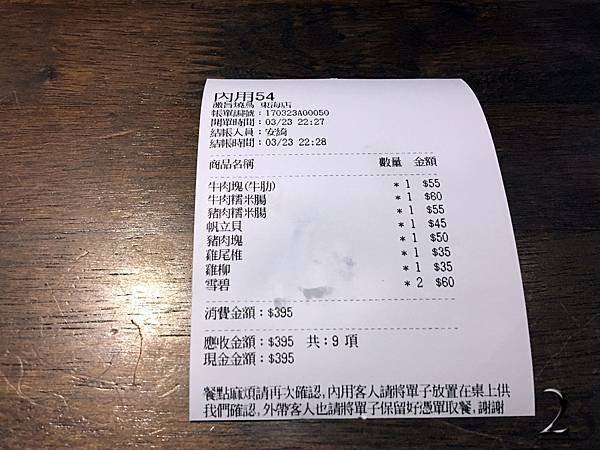 內用54
激旨燒鳥 東海店
帳單編號：170323A00050
開單時間：03/23 22:27
結帳人員：安綺
結帳時間：03/23 22:28
商品名稱 數量 金額
牛肉塊(牛肋) * 1 $55
牛肉糯米腸 * 1 $60
豬肉糯米腸 * 1 $55
帆立貝 * 1 $45
豬肉塊 * 1 $50
雞尾椎 * 1 $35
雞柳 * 1 $35
雪碧 * 2 $60
消費金額：$395
應收金額：$395 共：9 項
現金金額：$395
餐點麻煩請再次確認,內用客人請將單子放置在桌上供
我們確認,外帶客人也請將單子保留好憑單取餐,謝謝
2